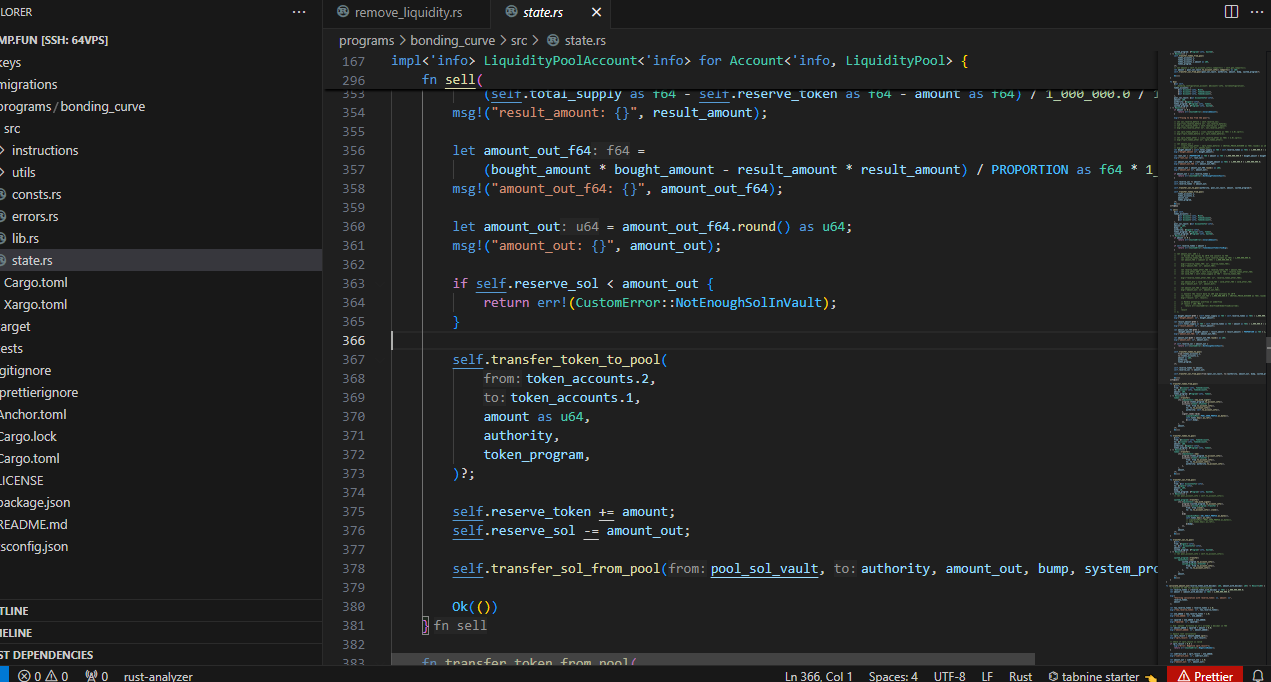 LORER
···
MP.FUN [SSH: 64VPS]
keys
migrations
programs/bonding_curve
src
instructions
utils
consts.rs
errors.rs
lib.rs
state.rs
Cargo.toml
Xargo.toml
target
tests
gitignore
prettierignore
Anchor.toml
Cargo.lock
Cargo.toml
LICENSE
package.json
README.md
tsconfig.json
TLINE
MELINE
ST DEPENDENCIES
remove_liquidity.rs
state.rs
programs > bonding_curve > src > state.rs
167 impl<'info> LiquidityPoolAccount<'info> for Account<'info, LiquidityPool> {
296 fn sell(
353 (self.total_supply as f64 - self.reserve_token as f64 - amount as f64) / 1_000_000.0 / 1
354 msg!("result_amount: {}", result_amount);
355
356 let amount_out_f64: f64 =
357 (bought_amount * bought_amount - result_amount * result_amount) / PROPORTION as f64 * 1_
358 msg!("amount_out_f64: {}", amount_out_f64);
359
360 let amount_out: u64 = amount_out_f64.round() as u64;
361 msg!("amount_out: {}", amount_out);
362
363 if self.reserve_sol < amount_out {
364 return err!(CustomError::NotEnoughSolInVault);
365 }
366
367 self.transfer_token_to_pool(
368 from: token_accounts.2,
369 to: token_accounts.1,
370 amount as u64,
371 authority,
372 token_program,
373 )?;
374
375 self.reserve_token += amount;
376 self.reserve_sol -= amount_out;
377
378 self.transfer_sol_from_pool(from: pool_sol_vault, to: authority, amount_out, bump, system_pro
379
380 Ok(())
381 } fn sell
382
383 fn transfer_token_from_pool(
0 0 0 rust-analyzer
Ln 366, Col 1 Spaces: 4 UTF-8 LF Rust tabnine starter Prettier